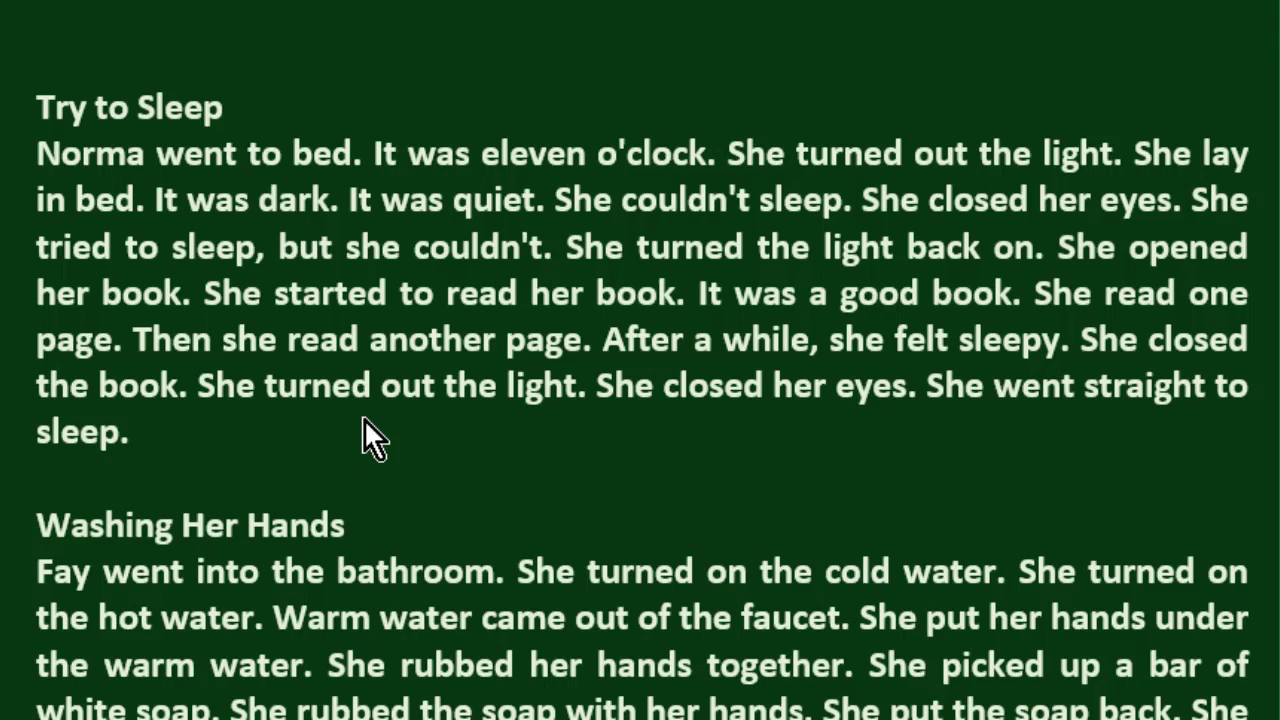 Try to Sleep
Norma went to bed. It was eleven o'clock. She turned out the light. She lay
in bed. It was dark. It was quiet. She couldn't sleep. She closed her eyes. She
tried to sleep, but she couldn't. She turned the light back on. She opened
her book. She started to read her book. It was a good book. She read one
page. Then she read another page. After a while, she felt sleepy. She closed
the book. She turned out the light. She closed her eyes. She went straight to
sleep.
Washing Her Hands
Fay went into the bathroom. She turned on the cold water. She turned on
the hot water. Warm water came out of the faucet. She put her hands under
the warm water. She rubbed her hands together. She picked up a bar of
white soap. She rubbed the soap with her hands. She put the soap back. She